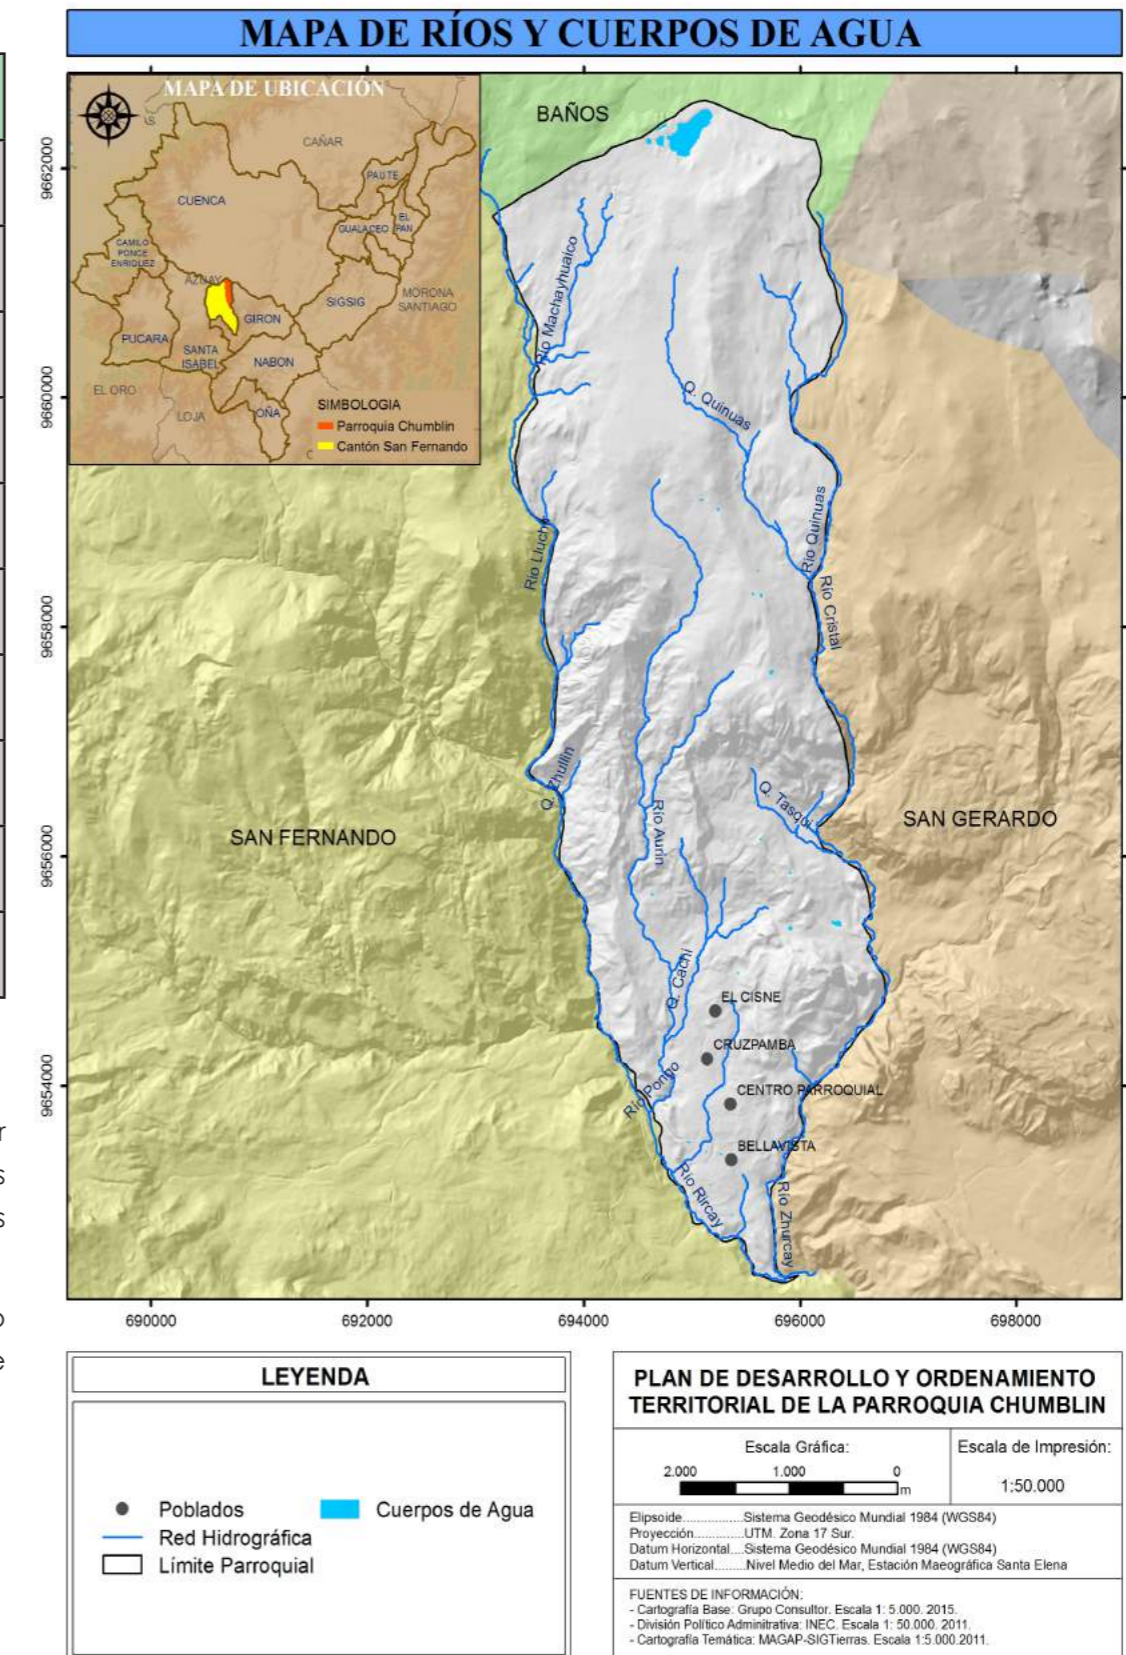 MAPA DE RÍOS Y CUERPOS DE AGUA
MAPA DE UBICACIÓN
CAÑAR
PAUTE
CUENCA
EL
PAN
GUALACEO
CAMILO
PONCE
ENRIQUEZ
AZUAY
SIGSIG
MORONA
SANTIAGO
GIRON
PUCARA
SANTA
ISABEL
NABON
EL ORO
LOJA
OÑA
SIMBOLOGIA
Parroquia Chumblin
Cantón San Fernando
BAÑOS
9662000
9660000
9658000
9656000
9654000
Río Machayhuaico
Q. Quinuas
Río Quinuas
Río Lluchc
Río Cristal
Q. Zhullin
Q. Tasqui
SAN FERNANDO
SAN GERARDO
Río Aurin
Q. Cachi
EL CISNE
CRUZPAMBA
Río Pongo
CENTRO PARROQUIAL
BELLAVISTA
Río Rircay
Río Zhurcay
690000
692000
694000
696000
698000
r
s
s
o
e
LEYENDA
Poblados
Cuerpos de Agua
Red Hidrográfica
Límite Parroquial
PLAN DE DESARROLLO Y ORDENAMIENTO
TERRITORIAL DE LA PARROQUIA CHUMBLIN
Escala Gráfica:
2.000 1.000 0
m
Escala de Impresión:
1:50.000
Elipsoide................Sistema Geodésico Mundial 1984 (WGS84)
Proyección.............UTM. Zona 17 Sur.
Datum Horizontal....Sistema Geodésico Mundial 1984 (WGS84)
Datum Vertical.........Nivel Medio del Mar, Estación Maeográfica Santa Elena
FUENTES DE INFORMACIÓN:
- Cartografía Base: Grupo Consultor. Escala 1: 5.000. 2015.
- División Político Adminitrativa: INEC. Escala 1: 50.000. 2011.
- Cartografía Temática: MAGAP-SIGTierras. Escala 1:5.000.2011.